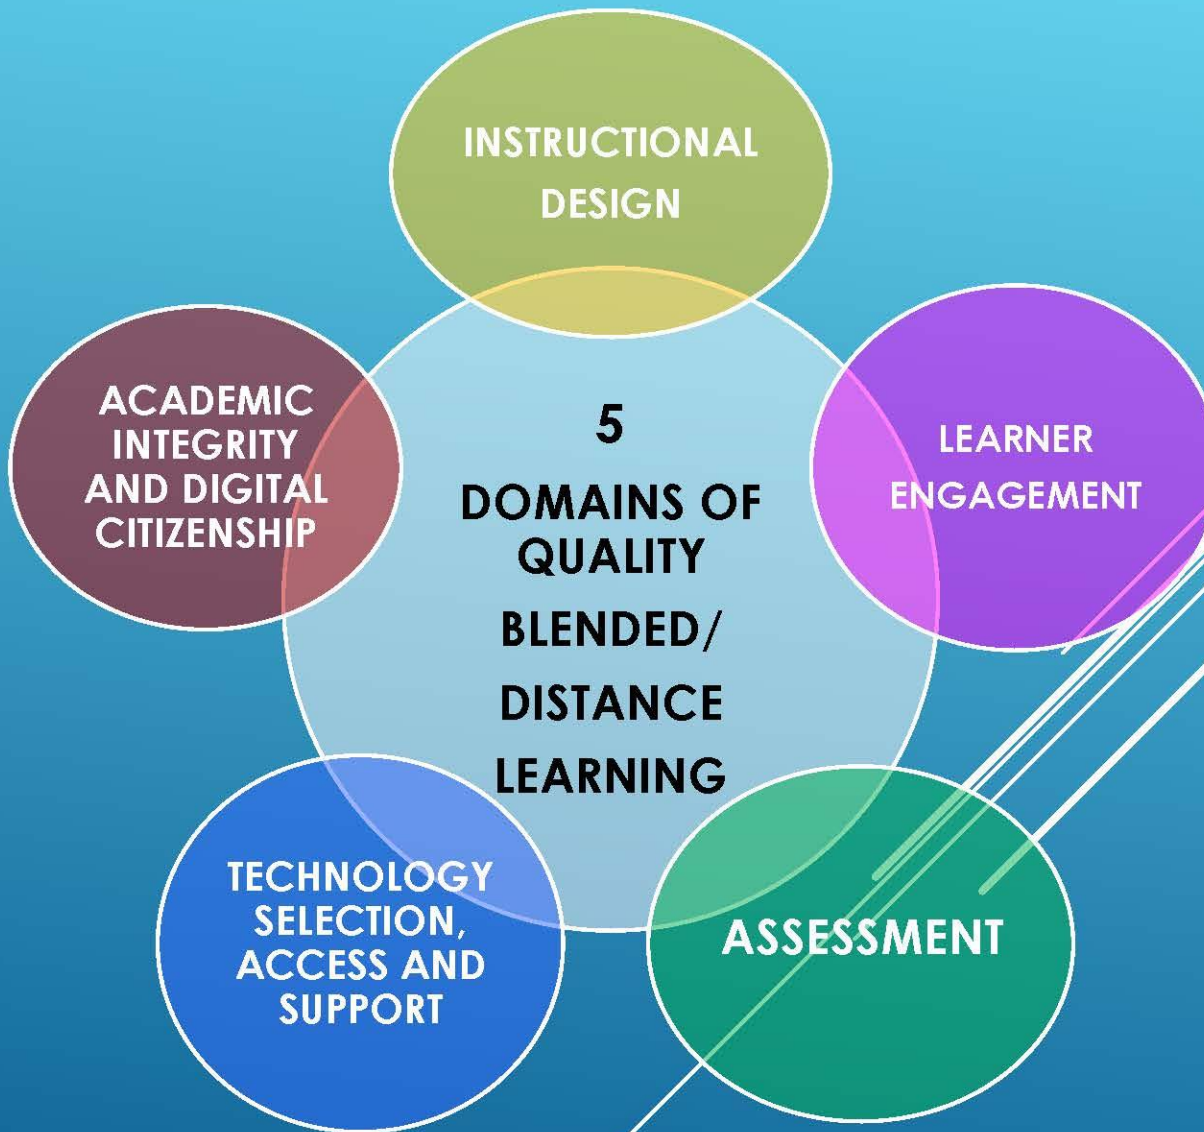 INSTRUCTIONAL
DESIGN
LEARNER
ENGAGEMENT
ASSESSMENT
TECHNOLOGY
SELECTION,
ACCESS AND
SUPPORT
ACADEMIC
INTEGRITY
AND DIGITAL
CITIZENSHIP
5
DOMAINS OF
QUALITY
BLENDED/
DISTANCE
LEARNING